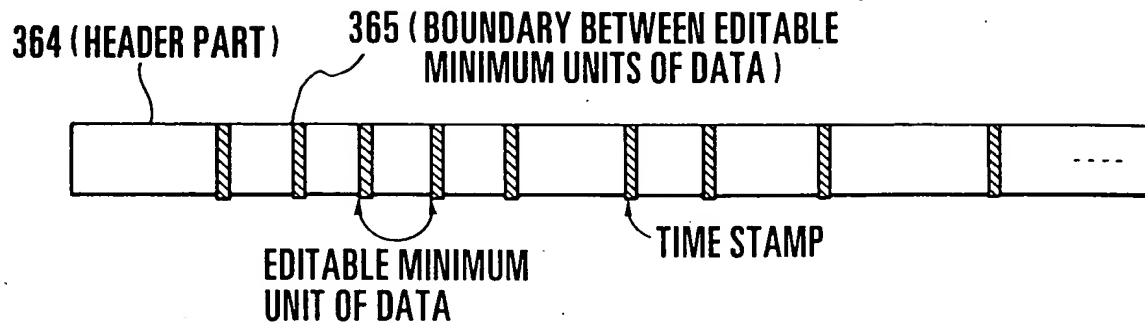 364 (HEADER PART)
365 (BOUNDARY BETWEEN EDITABLE
MINIMUM UNITS OF DATA)
EDITABLE MINIMUM
UNIT OF DATA
TIME STAMP